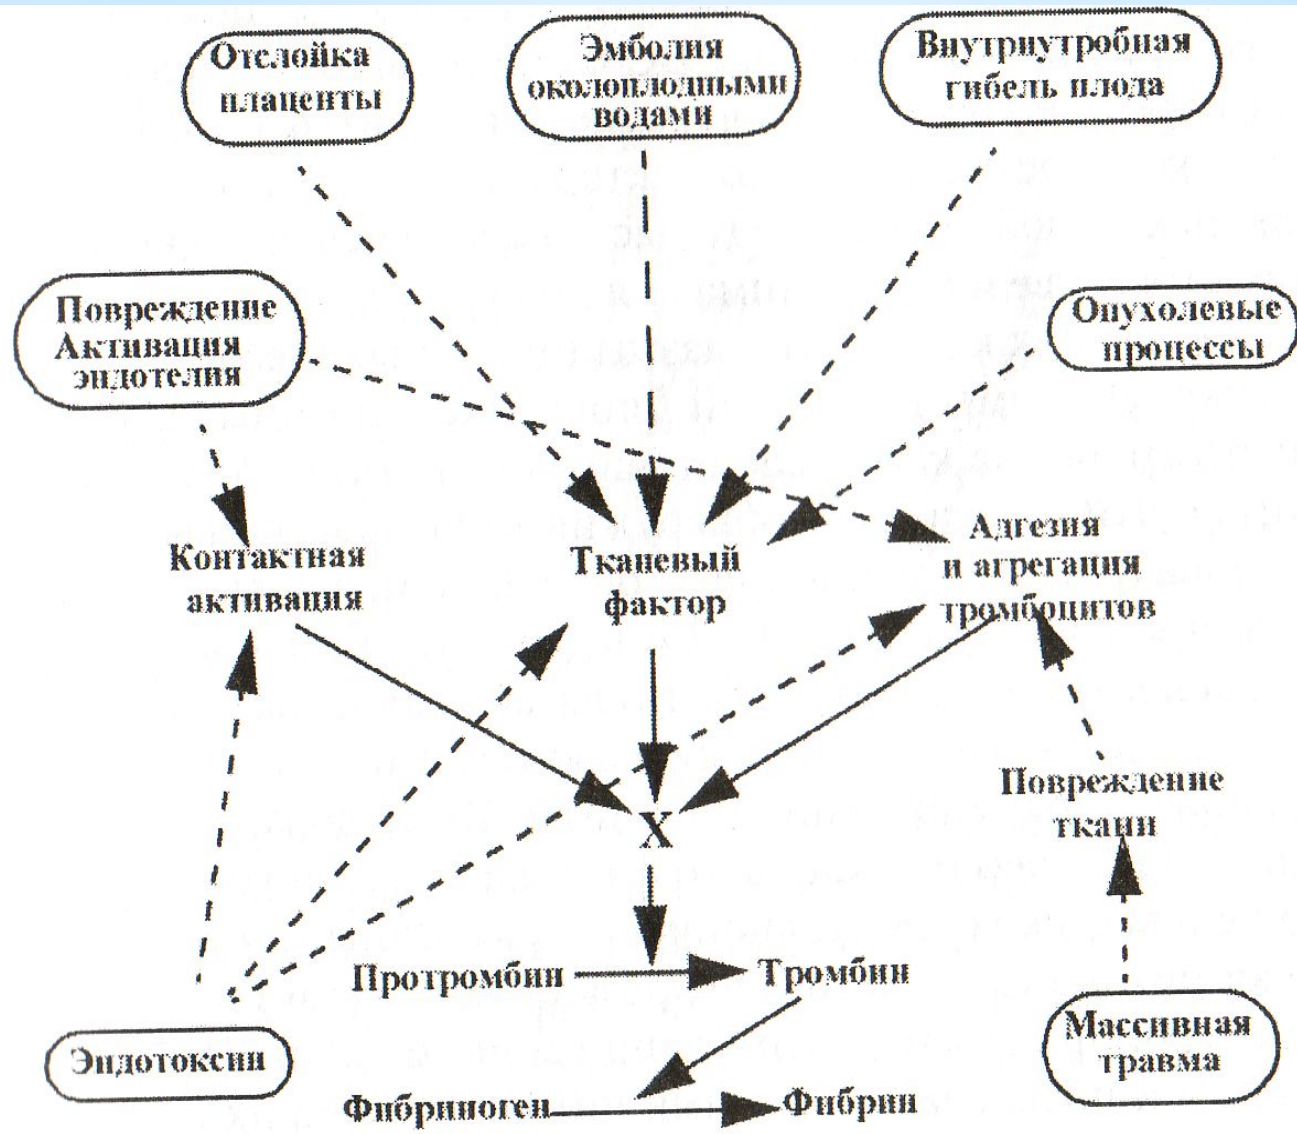 Отслойка
плаценты
Эмболия
околоплодными
водами
Внутриутробная
гибель плода
Повреждение
Активация
эндотелия
Опухолевые
процессы
Контактная
активация
Тканевый
фактор
Адгезия
и агрегация
тромбоцитов
Повреждение
ткани
X
Протромбин
Тромбин
Эндотоксин
Массивная
травма
Фибриноген
Фибрин